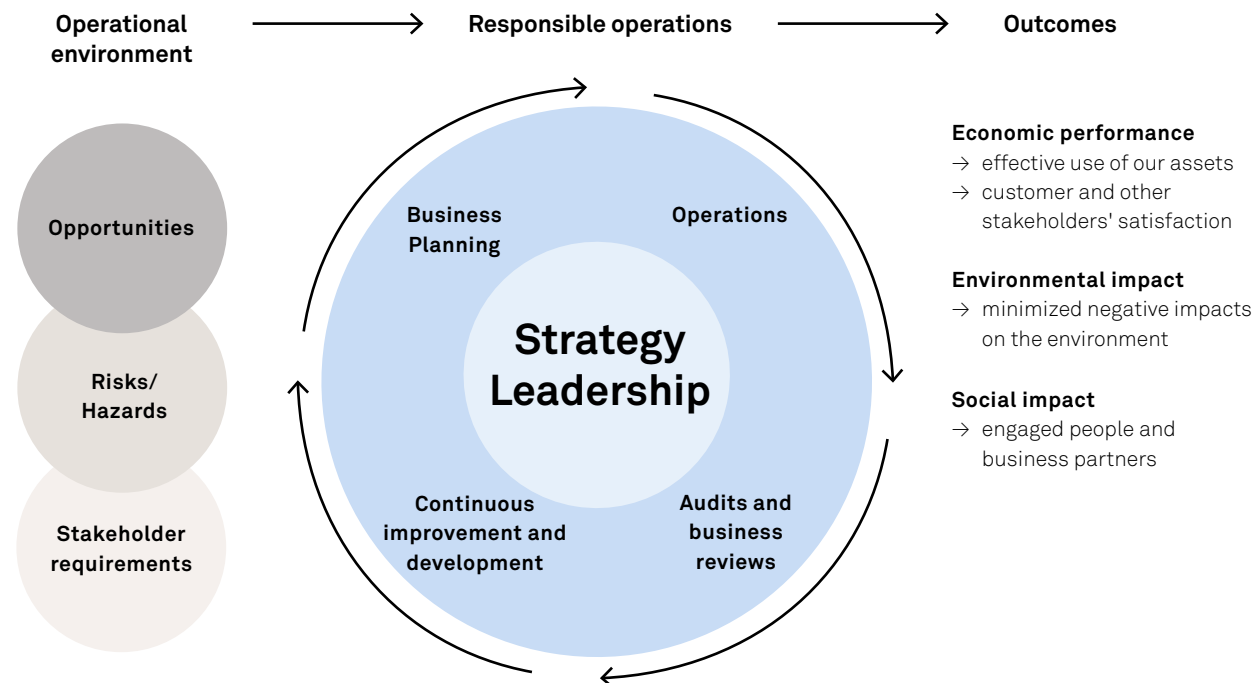 Operational
environment
Responsible operations
Outcomes
Opportunities
Risks/
Hazards
Stakeholder
requirements
Business
Planning
Operations
Strategy
Leadership
Continuous
improvement and
development
Audits and
business
reviews
Economic performance
→ effective use of our assets
→ customer and other
stakeholders' satisfaction
Environmental impact
→ minimized negative impacts
on the environment
Social impact
→ engaged people and
business partners